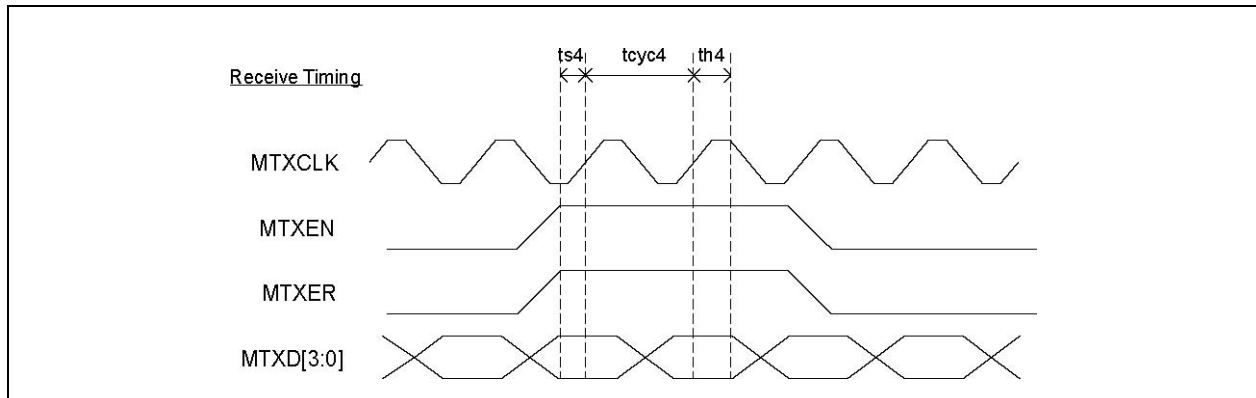 ts4 tcyc4 th4
Receive Timing
MTXCLK
MTXEN
MTXER
MTXD[3:0]